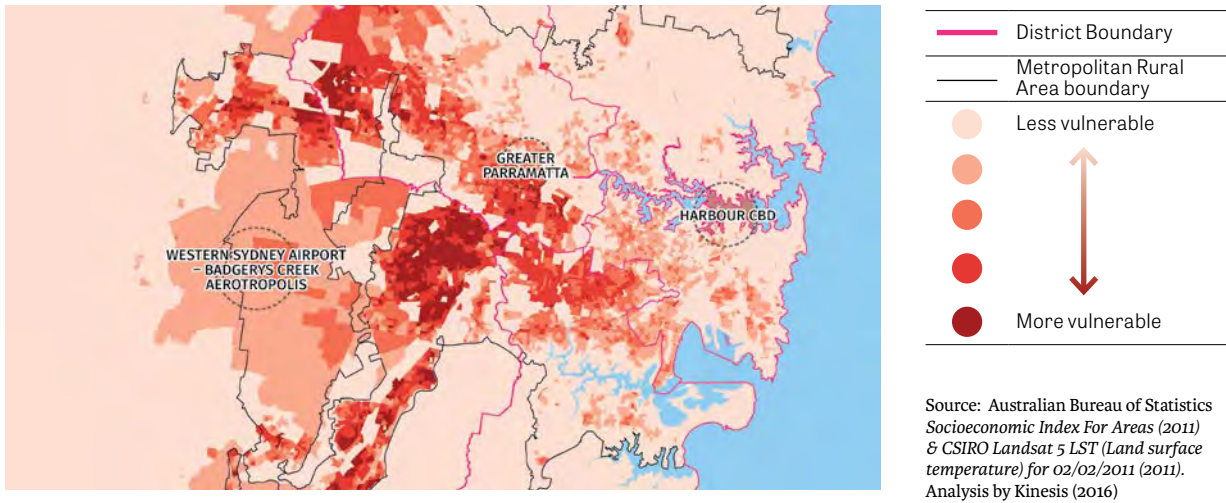 GREATER
PARRAMATTA
HARBOUR CBD
WESTERN SYDNEY AIRPORT
– BADGERYS CREEK
AEROTROPOLIS
District Boundary
Metropolitan Rural
Area boundary
Less vulnerable
More vulnerable
Source: Australian Bureau of Statistics
Socioeconomic Index For Areas (2011)
& CSIRO Landsat 5 LST (Land surface
temperature) for 02/02/2011 (2011).
Analysis by Kinesis (2016)